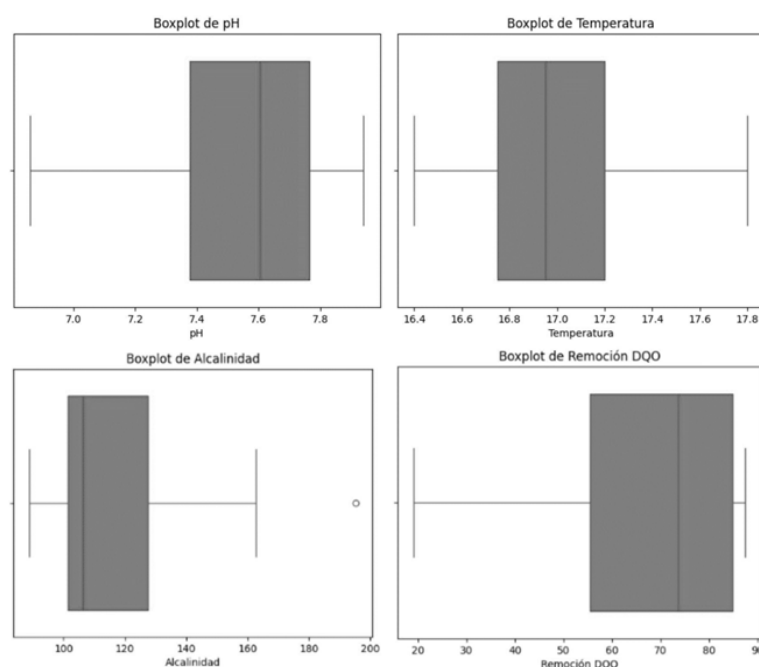 Boxplot de pH
7.0 7.2 7.4 7.6 7.8
pH
Boxplot de Temperatura
16.4 16.6 16.8 17.0 17.2 17.4 17.6 17.8
Temperatura
Boxplot de Alcalinidad
100 120 140 160 180 200
Alcalinidad
Boxplot de Remoción DQO
20 30 40 50 60 70 80 90
Remoción DQO